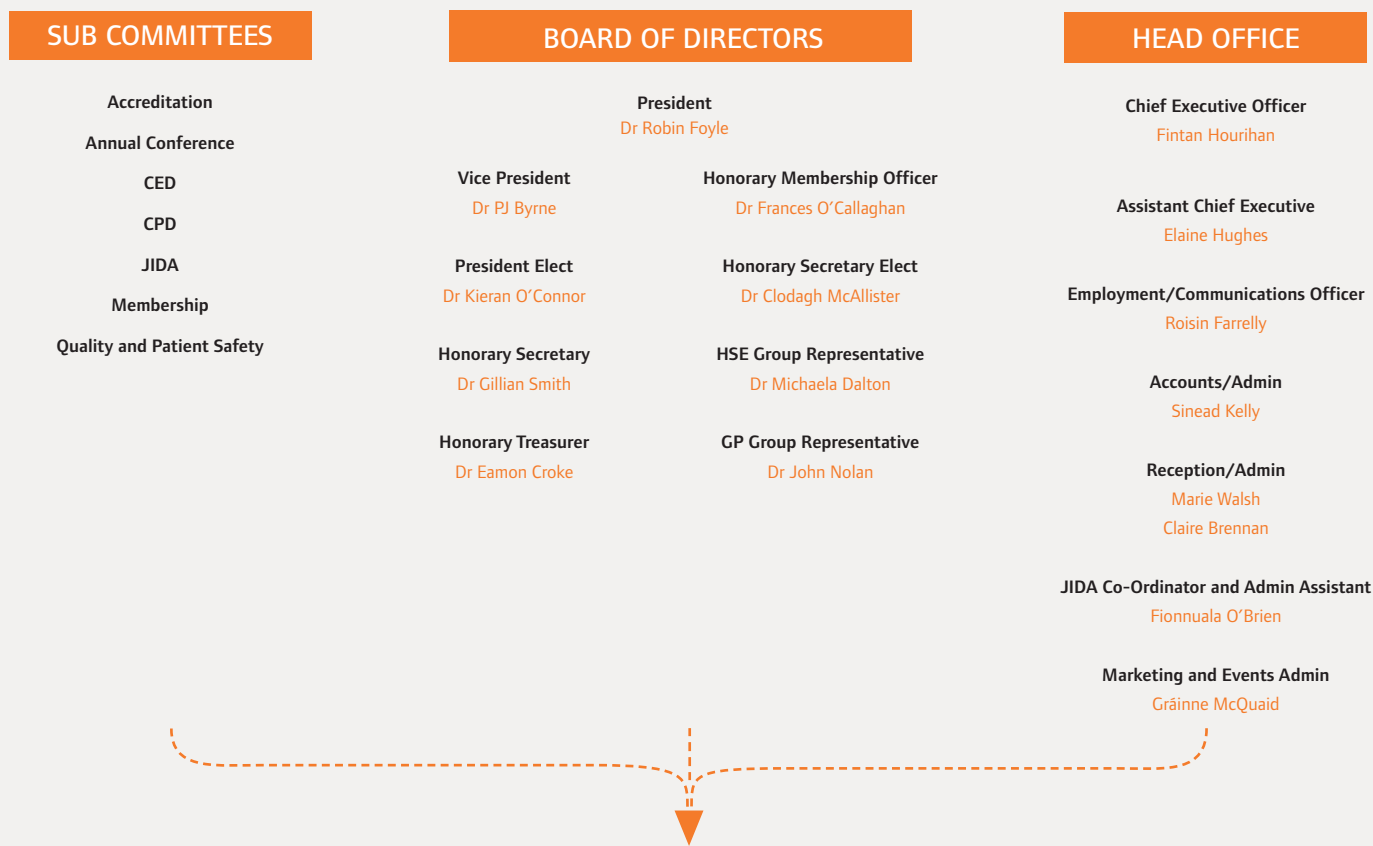 SUB COMMITTEES
Accreditation
Annual Conference
CED
CPD
JIDA
Membership
Quality and Patient Safety
BOARD OF DIRECTORS
President
Dr Robin Foyle
Vice President
Dr PJ Byrne
President Elect
Dr Kieran O’Connor
Honorary Secretary
Dr Gillian Smith
Honorary Treasurer
Dr Eamon Croke
Honorary Membership Officer
Dr Frances O’Callaghan
Honorary Secretary Elect
Dr Clodagh McAllister
HSE Group Representative
Dr Michaela Dalton
GP Group Representative
Dr John Nolan
HEAD OFFICE
Chief Executive Officer
Fintan Hourihan
Assistant Chief Executive
Elaine Hughes
Employment/Communications Officer
Roisin Farrelly
Accounts/Admin
Sinead Kelly
Reception/Admin
Marie Walsh
Claire Brennan
JIDA Co-Ordinator and Admin Assistant
Fionnuala O’Brien
Marketing and Events Admin
Gráinne McQuaid